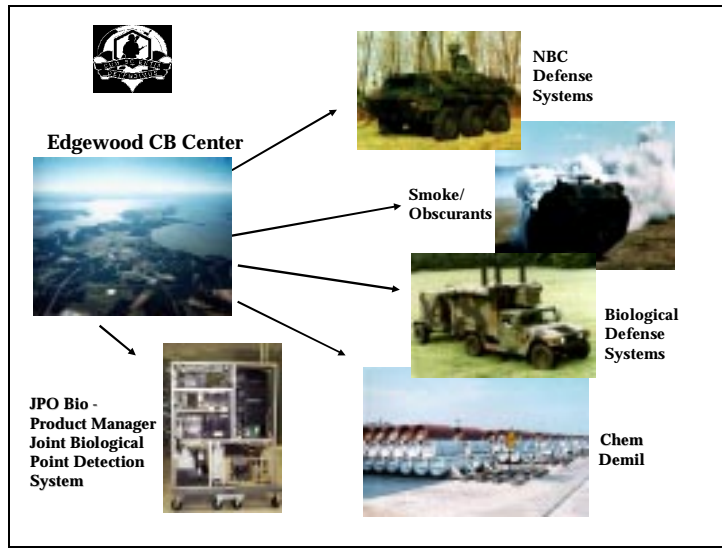 Edgewood CB Center
NBC
Defense
Systems
Smoke/
Obscurants
Biological
Defense
Systems
Chem
Demil
JPO Bio -
Product Manager
Joint Biological
Point Detection
System